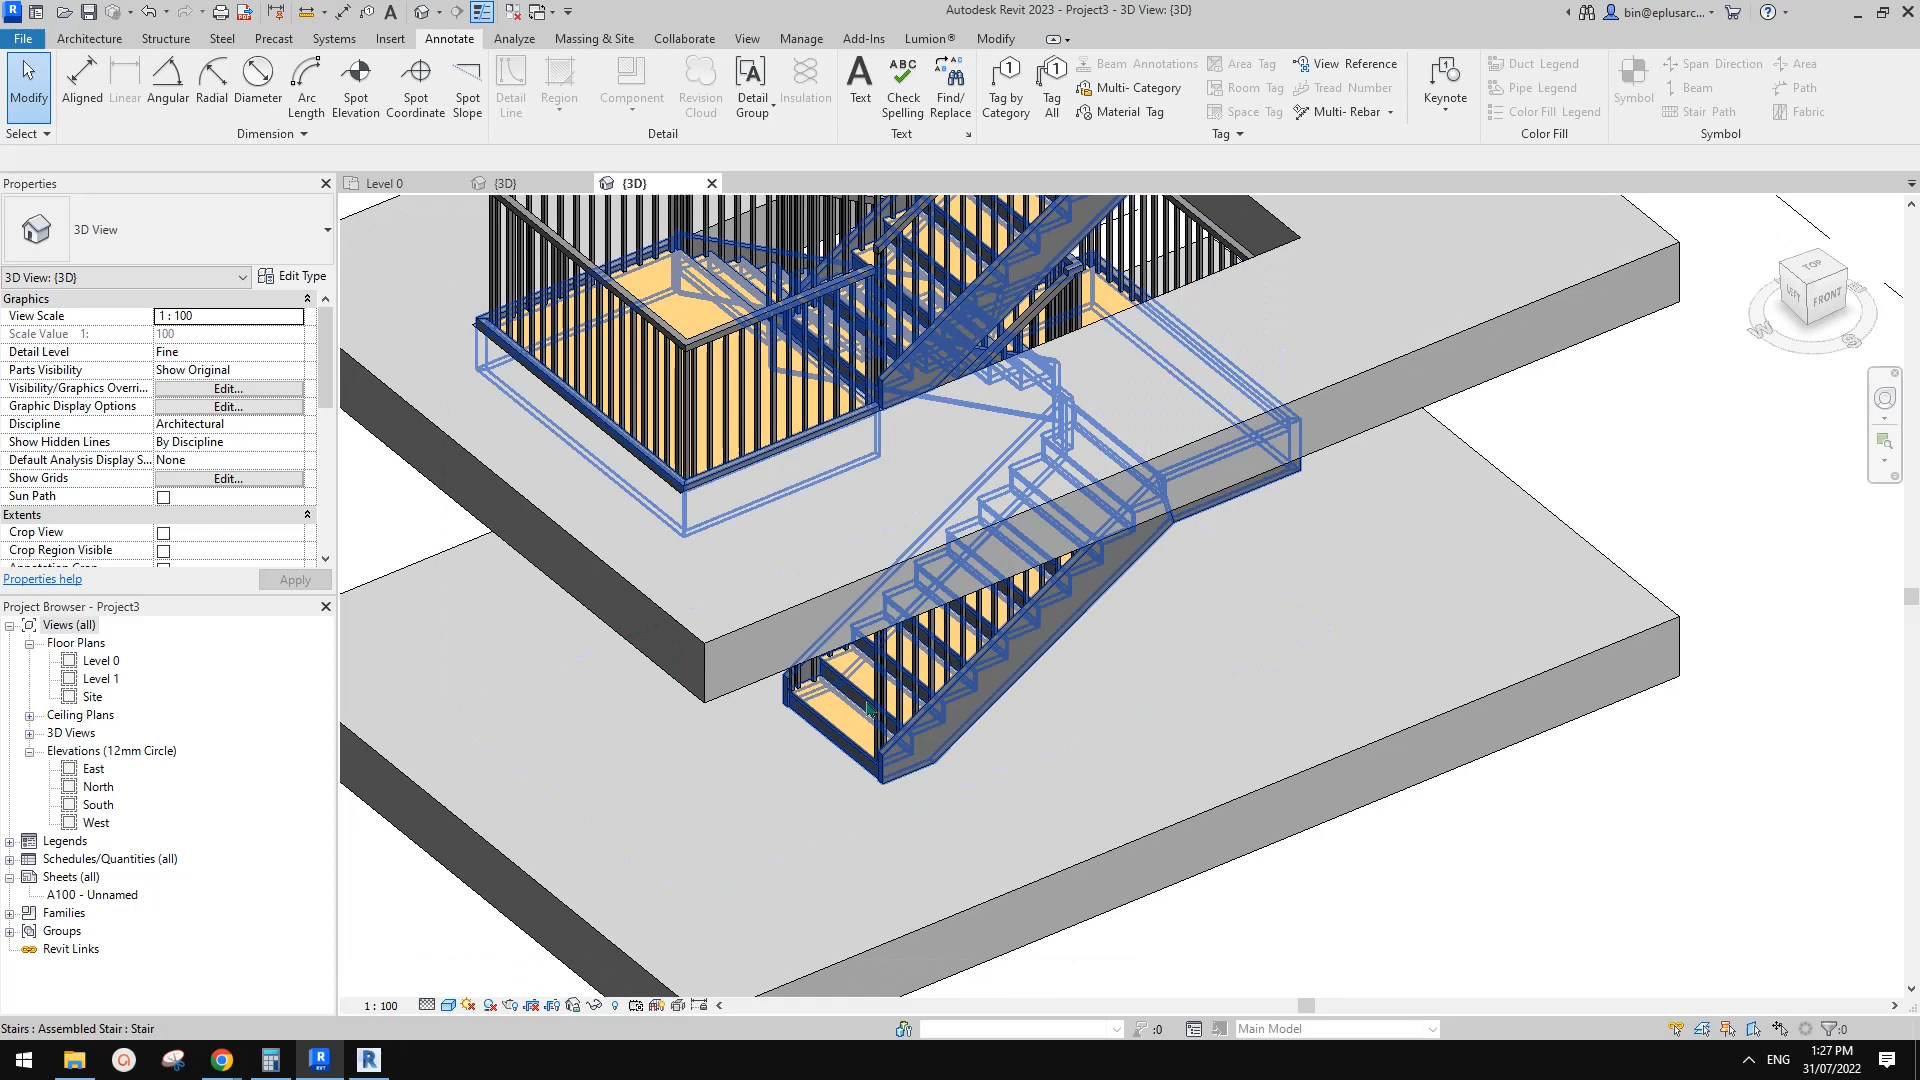 Autodesk Revit 2023 - Project3 - 3D View: {3D}
bin@eplusarc...
File Architecture Structure Steel Precast Systems Insert Annotate Analyze Massing & Site Collaborate View Manage Add-Ins Lumion® Modify
Modify
Select
Aligned Linear Angular Radial Diameter Arc Length Spot Elevation Spot Coordinate Spot Slope
Dimension
Detail Line Region Component Revision Cloud Detail Group Insulation
Detail
Text Check Spelling Find/ Replace
Text
Tag by Category Tag All
Beam Annotations Area Tag View Reference
Multi- Category Room Tag Tread Number
Material Tag Space Tag Multi- Rebar
Tag
Keynote
Duct Legend
Pipe Legend
Color Fill Legend
Color Fill
Symbol
Span Direction Area
Beam Path
Stair Path Fabric
Symbol
Properties
Level 0 {3D} {3D}
3D View
3D View: {3D} Edit Type
Graphics
View Scale 1 : 100
Scale Value 1: 100
Detail Level Fine
Parts Visibility Show Original
Visibility/Graphics Overri... Edit...
Graphic Display Options Edit...
Discipline Architectural
Show Hidden Lines By Discipline
Default Analysis Display S... None
Show Grids Edit...
Sun Path
Extents
Crop View
Crop Region Visible
Properties help Apply
TOP
LEFT FRONT
W S
Project Browser - Project3
Views (all)
Floor Plans
Level 0
Level 1
Site
Ceiling Plans
3D Views
Elevations (12mm Circle)
East
North
South
West
Legends
Schedules/Quantities (all)
Sheets (all)
A100 - Unnamed
Families
Groups
Revit Links
1 : 100
Stairs : Assembled Stair : Stair
:0
Main Model
:0
ENG
1:27 PM
31/07/2022